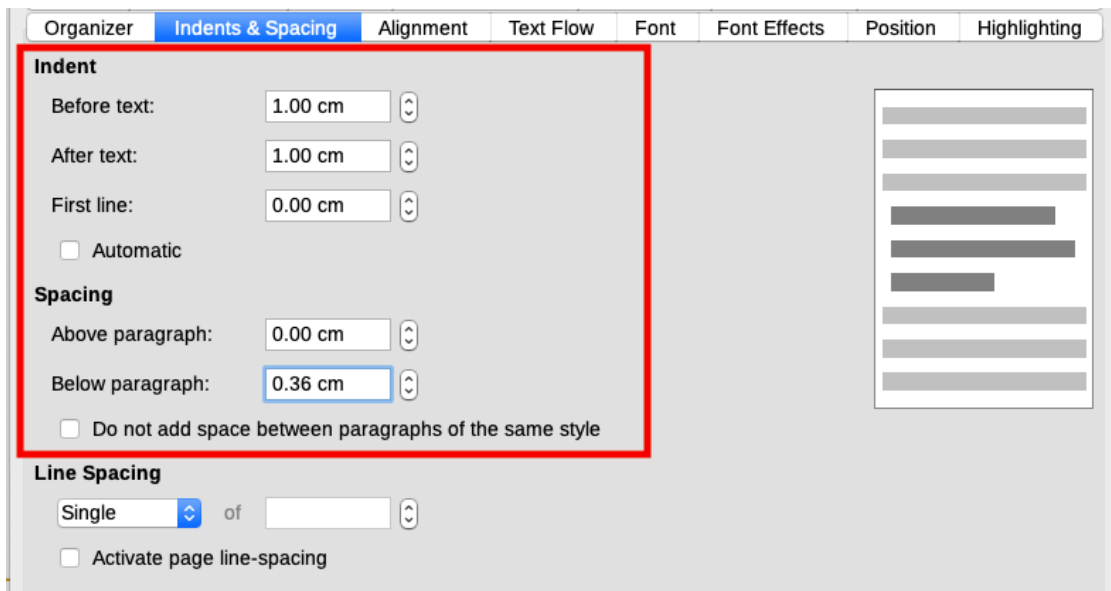 Organizer Indents & Spacing Alignment Text Flow Font Font Effects Position Highlighting
Indent
Before text: 1.00 cm
After text: 1.00 cm
First line: 0.00 cm
Automatic
Spacing
Above paragraph: 0.00 cm
Below paragraph: 0.36 cm
Do not add space between paragraphs of the same style
Line Spacing
Single of
Activate page line-spacing